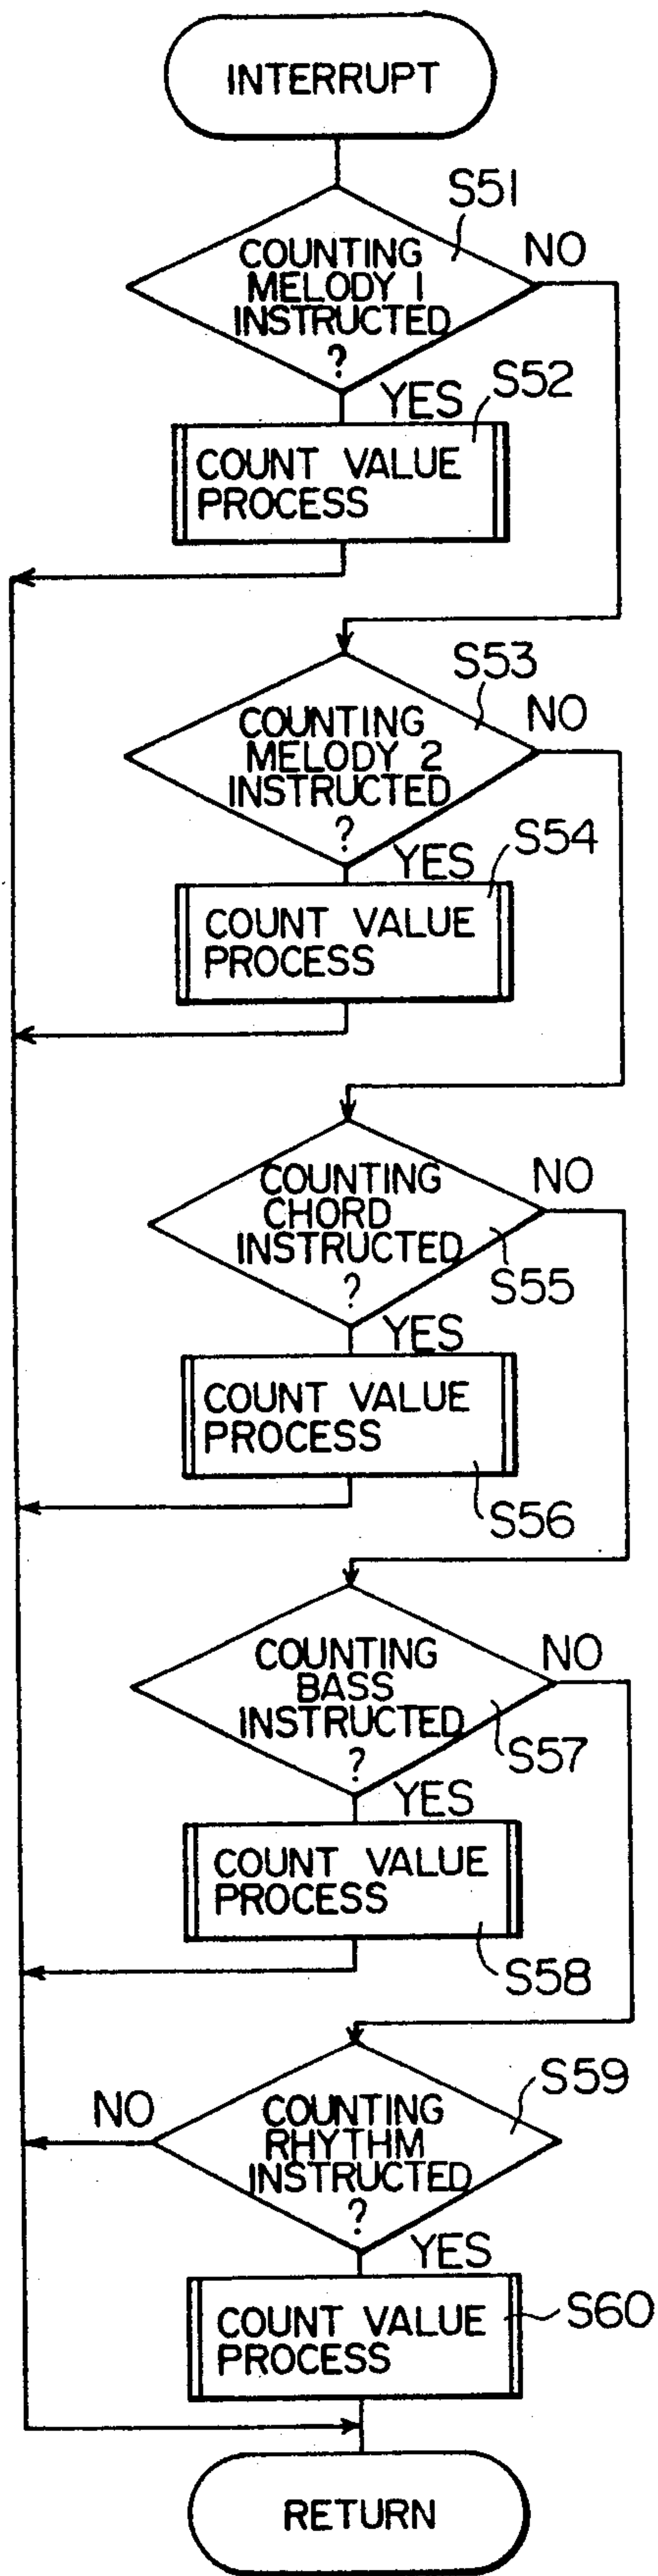 INTERRUPT
S51
COUNTING
MELODY 1
INSTRUCTED
?
NO
YES
S52
COUNT VALUE
PROCESS
S53
COUNTING
MELODY 2
INSTRUCTED
?
NO
YES
S54
COUNT VALUE
PROCESS
COUNTING
CHORD
INSTRUCTED
?
NO
S55
YES
COUNT VALUE
PROCESS
S56
COUNTING
BASS
INSTRUCTED
?
NO
S57
YES
COUNT VALUE
PROCESS
S58
S59
NO
COUNTING
RHYTHM
INSTRUCTED
?
YES
S60
COUNT VALUE
PROCESS
RETURN